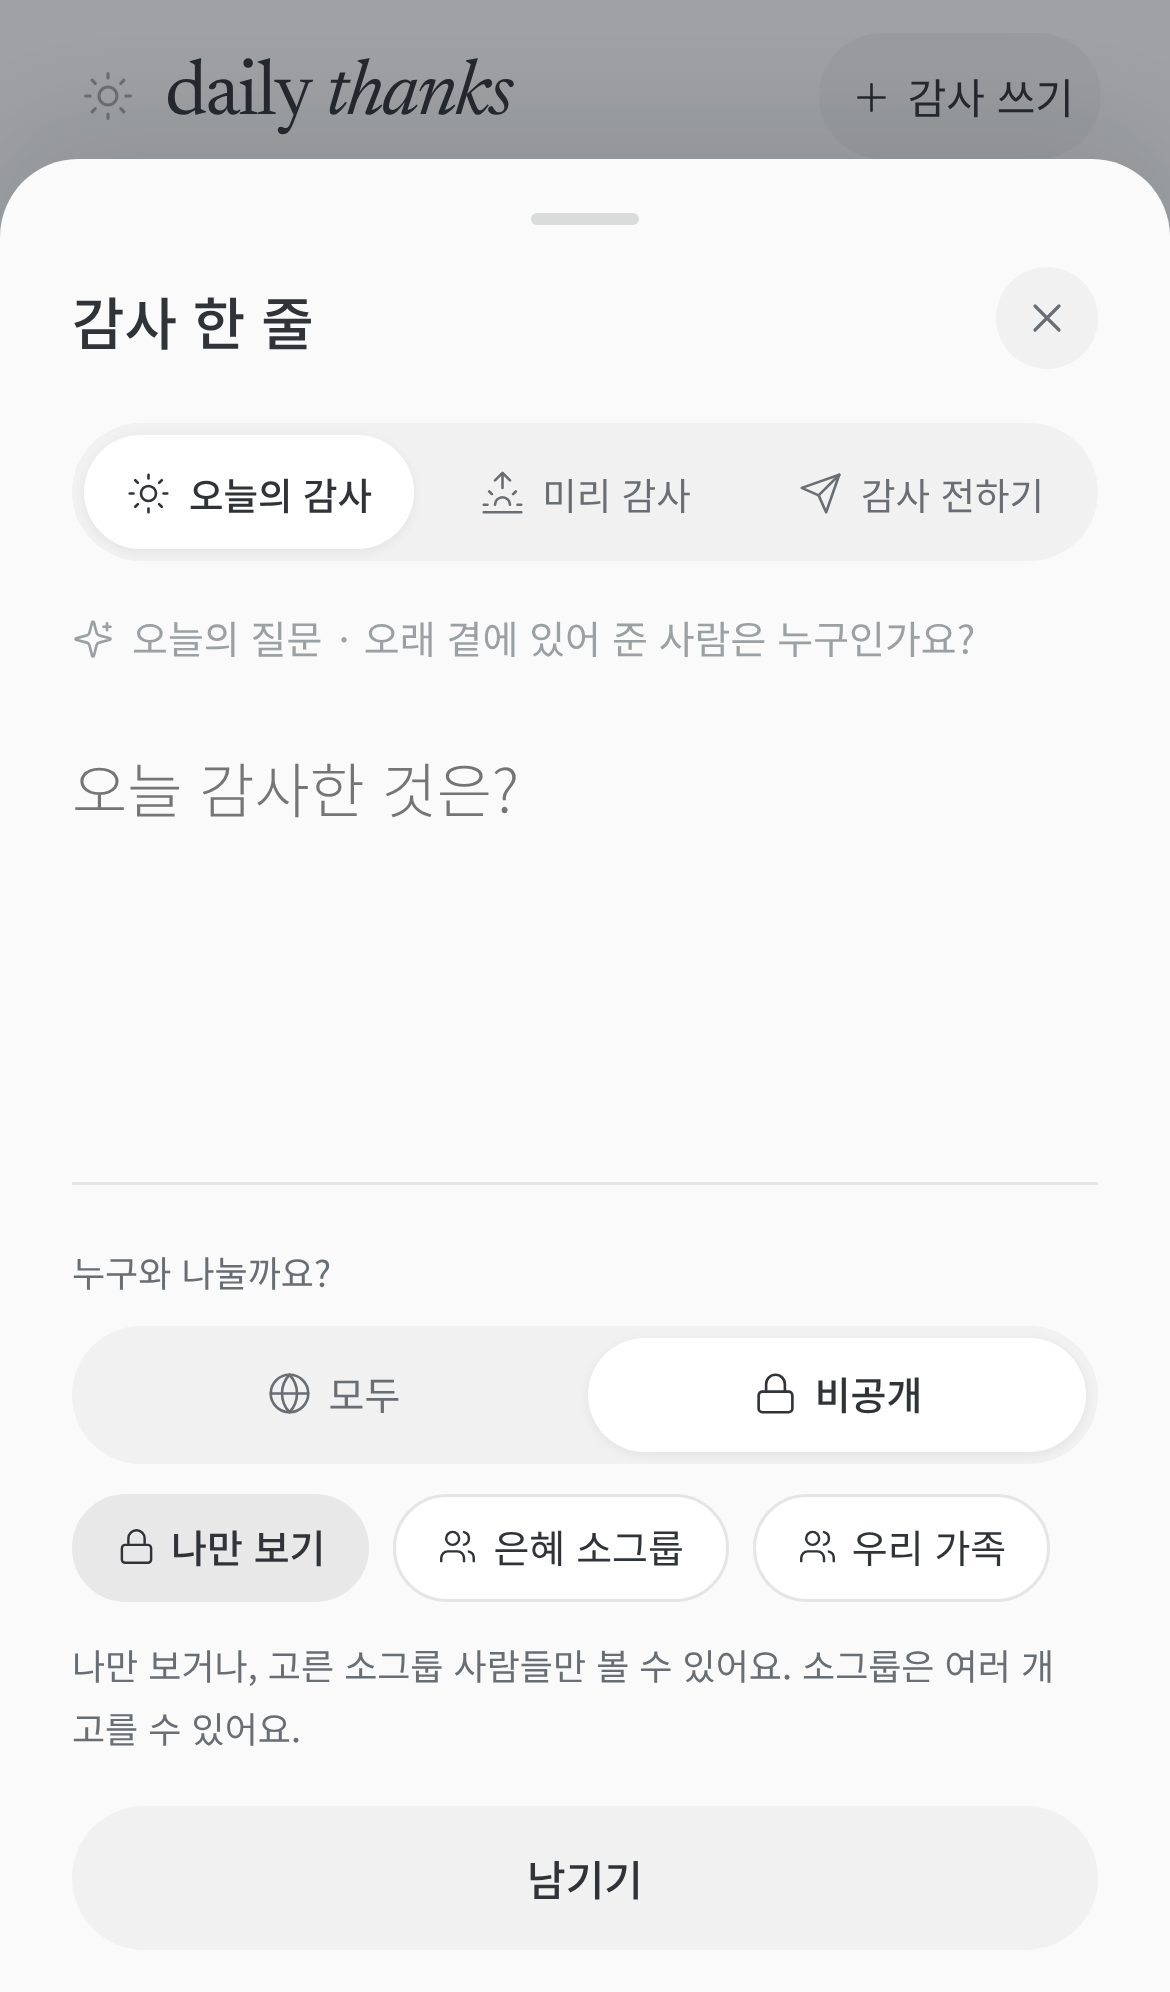 daily thanks
+ 감사 쓰기
감사 한 줄
오늘의 감사
미리 감사
감사 전하기
오늘의 질문 · 오래 곁에 있어 준 사람은 누구인가요?
오늘 감사한 것은?
누구와 나눌까요?
모두
비공개
나만 보기
은혜 소그룹
우리 가족
나만 보거나, 고른 소그룹 사람들만 볼 수 있어요. 소그룹은 여러 개
고를 수 있어요.
남기기